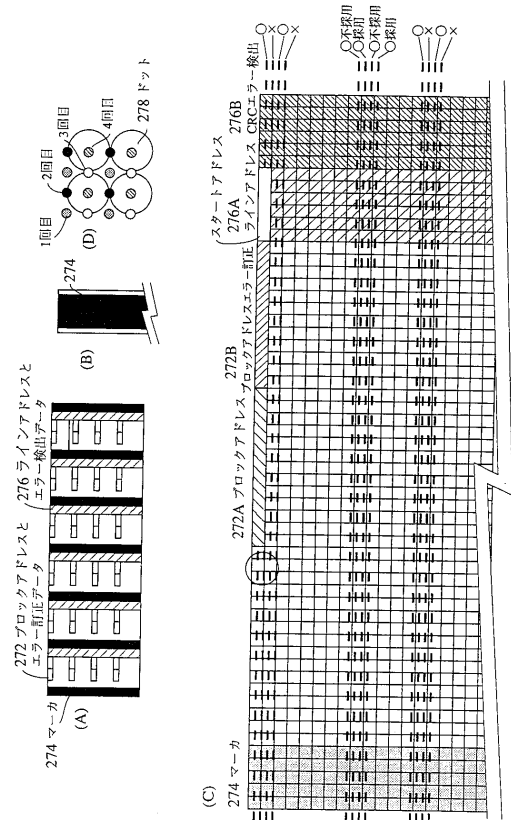 274 マーカ
272 ブロックアドレスと
エラー訂正データ
276 ラインアドレスと
エラー検出データ
(A)
274
(B)
1回目
2回目
3回目
4回目
278 ドット
(D)
(C)
274 マーカ
272A ブロックアドレス
272B
ブロックアドレスエラー訂正
スタートアドレス
276A
ラインアドレス
276B
CRCエラー検出
○
×
○
×
○不採用
○採用
○不採用
○採用
○
×
○
×